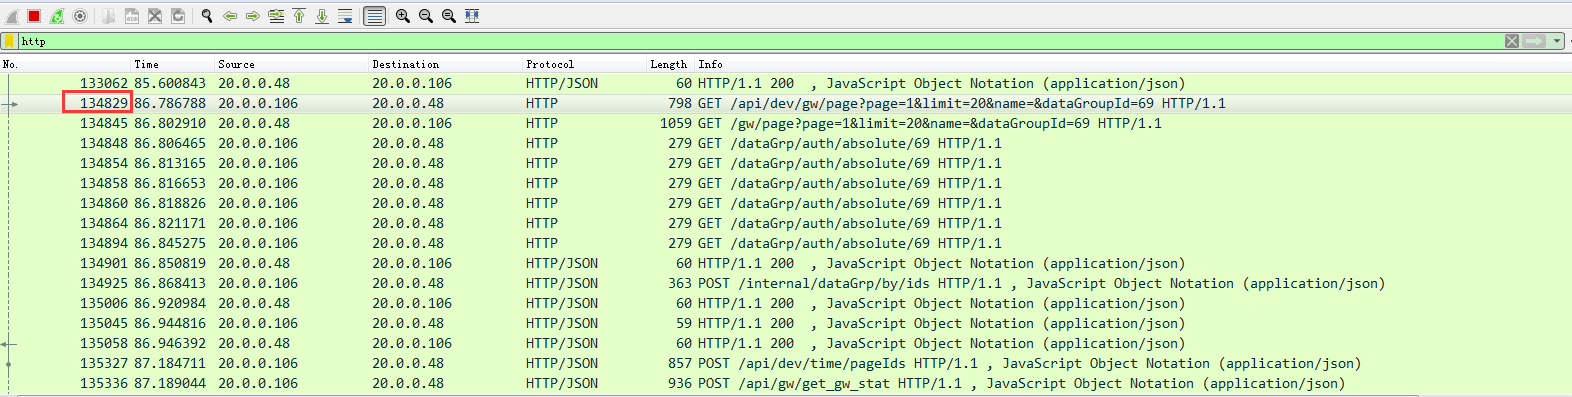 http
No. Time Source Destination Protocol Length Info
133062 85.600843 20.0.0.48 20.0.0.106 HTTP/JSON 60 HTTP/1.1 200 , JavaScript Object Notation (application/json)
134829 86.786788 20.0.0.106 20.0.0.48 HTTP 798 GET /api/dev/gw/page?page=1&limit=20&name=&dataGroupId=69 HTTP/1.1
134845 86.802910 20.0.0.48 20.0.0.106 HTTP 1059 GET /gw/page?page=1&limit=20&name=&dataGroupId=69 HTTP/1.1
134848 86.806465 20.0.0.106 20.0.0.48 HTTP 279 GET /dataGrp/auth/absolute/69 HTTP/1.1
134854 86.813165 20.0.0.106 20.0.0.48 HTTP 279 GET /dataGrp/auth/absolute/69 HTTP/1.1
134858 86.816653 20.0.0.106 20.0.0.48 HTTP 279 GET /dataGrp/auth/absolute/69 HTTP/1.1
134860 86.818826 20.0.0.106 20.0.0.48 HTTP 279 GET /dataGrp/auth/absolute/69 HTTP/1.1
134864 86.821171 20.0.0.106 20.0.0.48 HTTP 279 GET /dataGrp/auth/absolute/69 HTTP/1.1
134894 86.845275 20.0.0.106 20.0.0.48 HTTP 279 GET /dataGrp/auth/absolute/69 HTTP/1.1
134901 86.850819 20.0.0.48 20.0.0.106 HTTP/JSON 60 HTTP/1.1 200 , JavaScript Object Notation (application/json)
134925 86.868413 20.0.0.106 20.0.0.48 HTTP/JSON 363 POST /internal/dataGrp/by/ids HTTP/1.1 , JavaScript Object Notation (application/json)
135006 86.920984 20.0.0.48 20.0.0.106 HTTP/JSON 60 HTTP/1.1 200 , JavaScript Object Notation (application/json)
135045 86.944816 20.0.0.106 20.0.0.48 HTTP/JSON 59 HTTP/1.1 200 , JavaScript Object Notation (application/json)
135058 86.946392 20.0.0.48 20.0.0.106 HTTP/JSON 60 HTTP/1.1 200 , JavaScript Object Notation (application/json)
135327 87.184711 20.0.0.106 20.0.0.48 HTTP/JSON 857 POST /api/dev/time/pageIds HTTP/1.1 , JavaScript Object Notation (application/json)
135336 87.189044 20.0.0.106 20.0.0.48 HTTP/JSON 936 POST /api/gw/get_gw_stat HTTP/1.1 , JavaScript Object Notation (application/json)